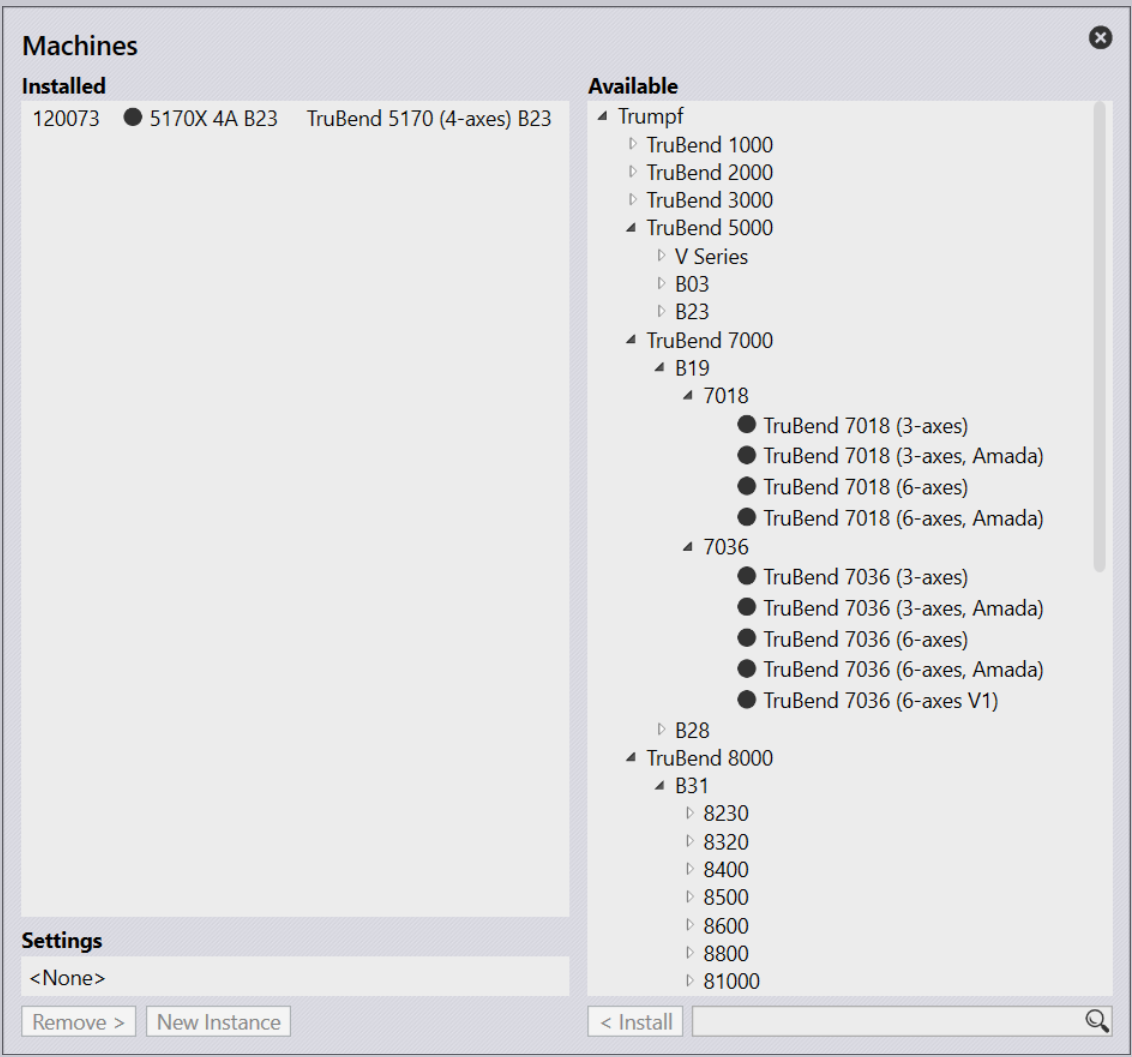 Machines
Installed
120073 5170X 4A B23 TruBend 5170 (4-axes) B23
Settings
<None>
Remove >
New Instance
Available
Trumpf
TruBend 1000
TruBend 2000
TruBend 3000
TruBend 5000
V Series
B03
B23
TruBend 7000
B19
7018
TruBend 7018 (3-axes)
TruBend 7018 (3-axes, Amada)
TruBend 7018 (6-axes)
TruBend 7018 (6-axes, Amada)
7036
TruBend 7036 (3-axes)
TruBend 7036 (3-axes, Amada)
TruBend 7036 (6-axes)
TruBend 7036 (6-axes, Amada)
TruBend 7036 (6-axes V1)
B28
TruBend 8000
B31
8230
8320
8400
8500
8600
8800
81000
< Install